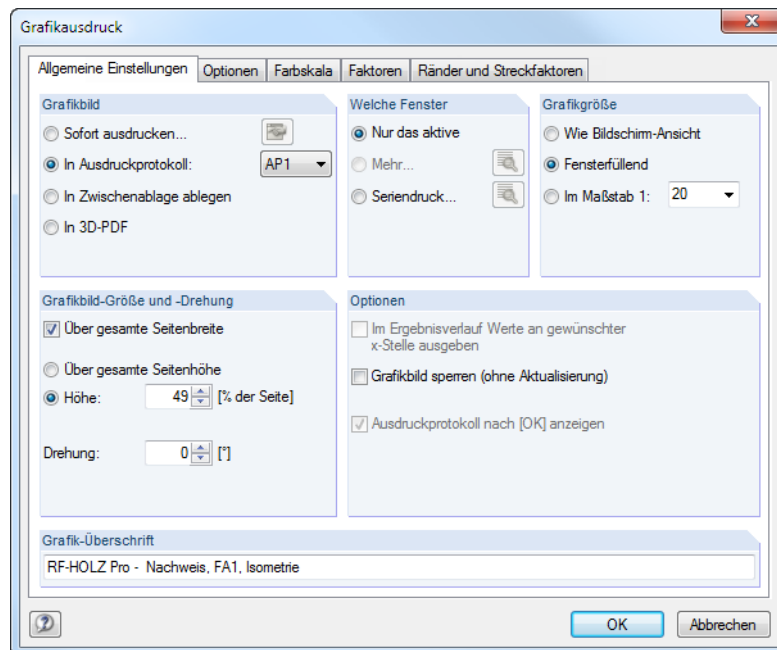 Grafikausdruck
Allgemeine Einstellungen Optionen Farbskala Faktoren Ränder und Streckfaktoren
Grafikbild
Sofort ausdrucken...
In Ausdruckprotokoll: AP1
In Zwischenablage ablegen
In 3D-PDF
Welche Fenster
Nur das aktive
Mehr...
Seriendruck...
Grafikgröße
Wie Bildschirm-Ansicht
Fensterfüllend
Im Maßstab 1: 20
Grafikbild-Größe und -Drehung
Über gesamte Seitenbreite
Über gesamte Seitenhöhe
Höhe: 49 [% der Seite]
Drehung: 0 [°]
Optionen
Im Ergebnisverlauf Werte an gewünschter
x-Stelle ausgeben
Grafikbild sperren (ohne Aktualisierung)
Ausdruckprotokoll nach [OK] anzeigen
Grafik-Überschrift
RF-HOLZ Pro - Nachweis, FA1, Isometrie
OK Abbrechen